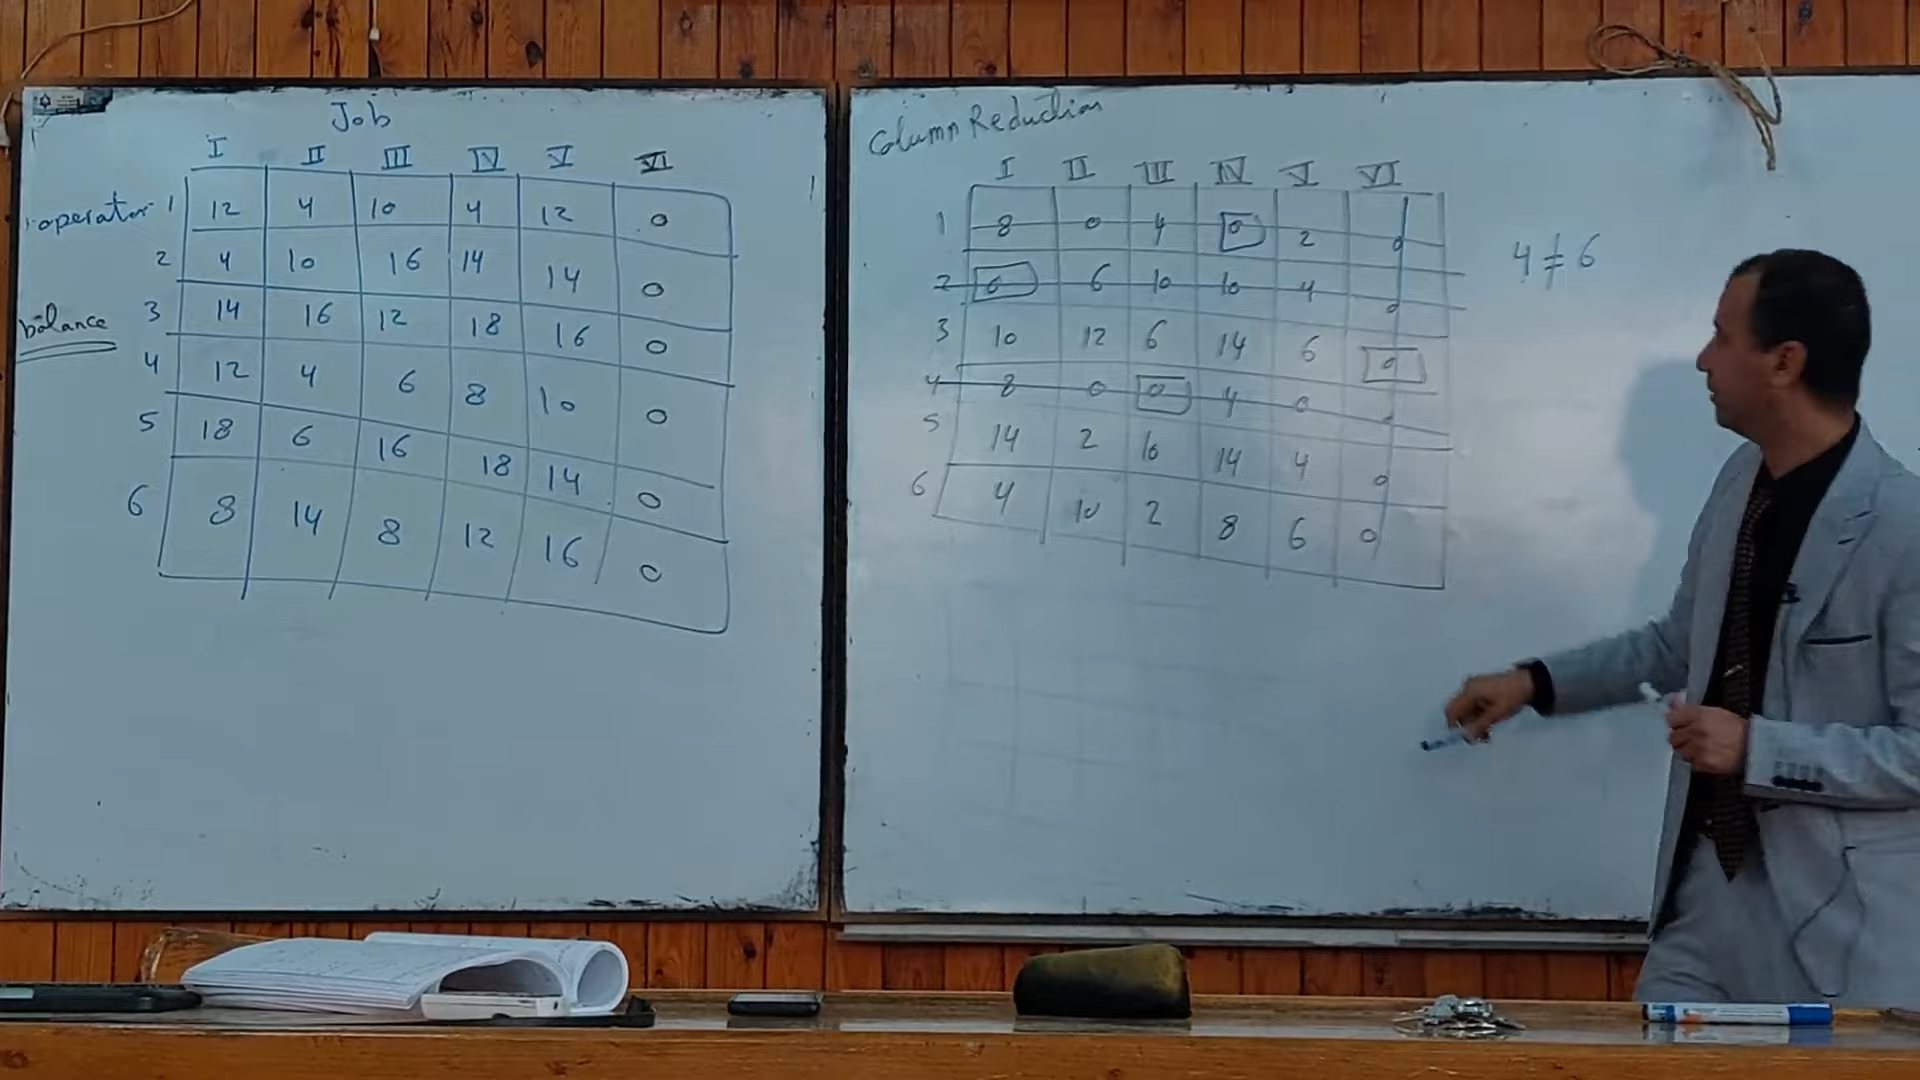 Job
I II III IV V VI
operator 1 12 4 10 4 12 0
2 4 10 16 14 14 0
balance 3 14 16 12 18 16 0
4 12 4 6 8 10 0
5 18 6 16 18 14 0
6 8 14 8 12 16 0
Column Reduction
I II III IV V VI
1 8 0 4 0 2 0
2 0 6 10 10 4 0
3 10 12 6 14 6 0
4 8 0 0 4 0 0
5 14 2 10 14 4 0
6 4 10 2 8 6 0
4 ≠ 6